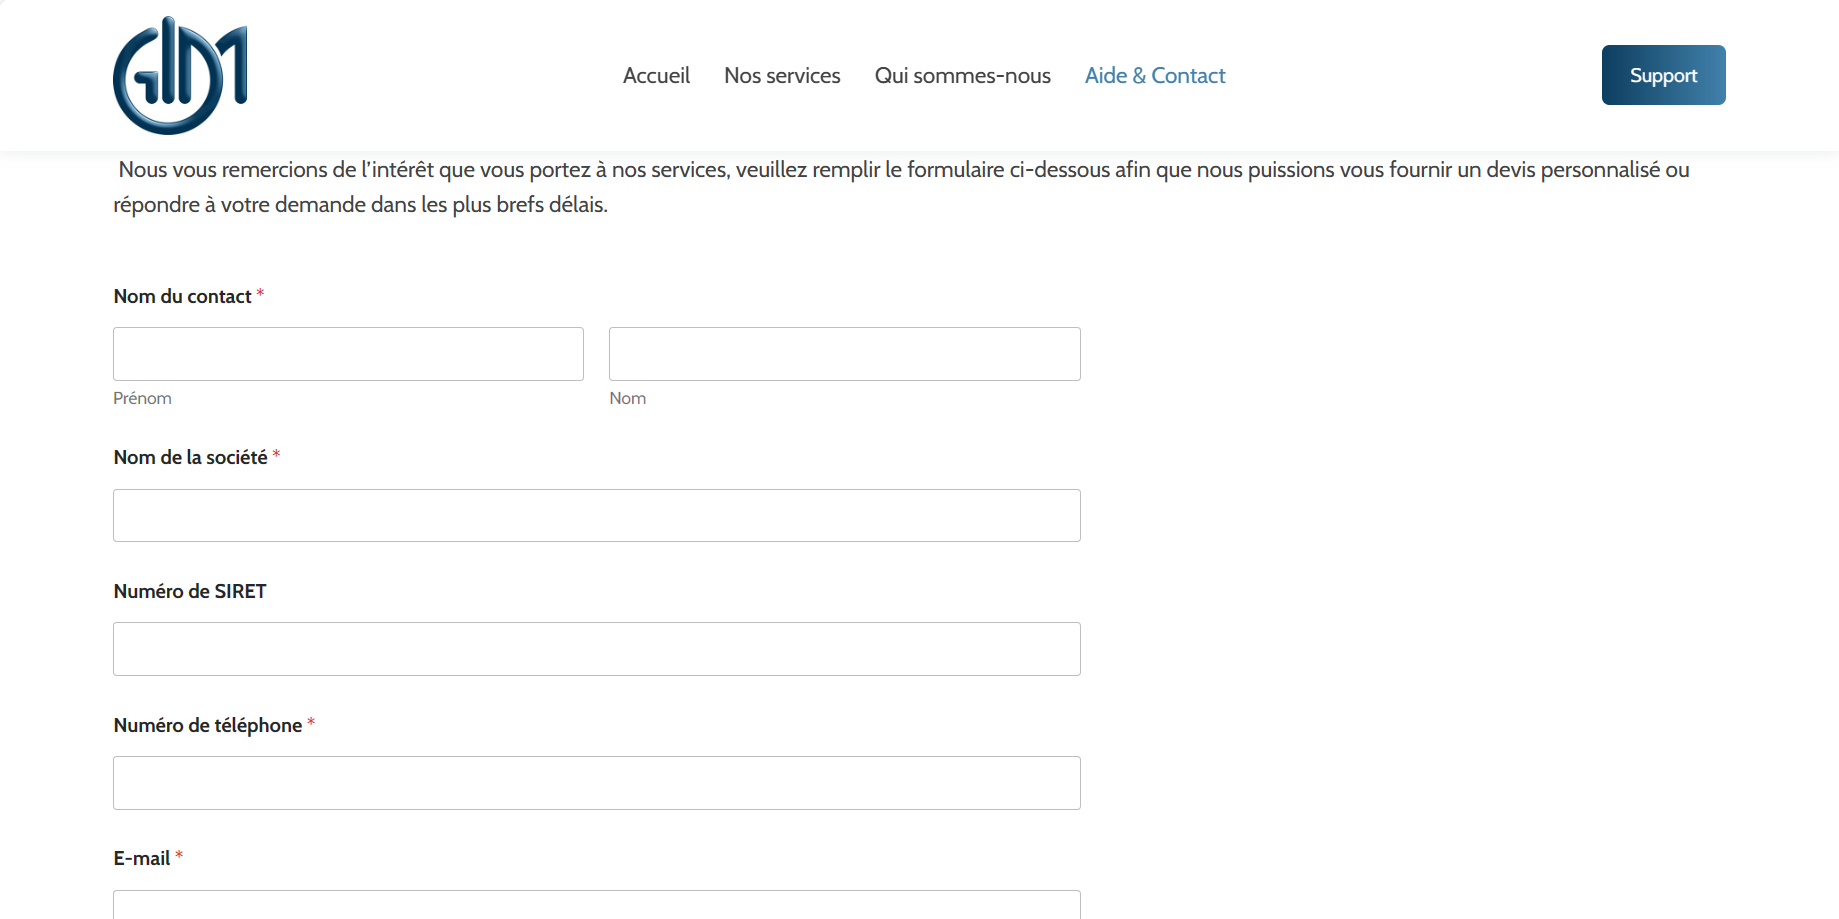 GIDM
Accueil
Nos services
Qui sommes-nous
Aide & Contact
Support
Nous vous remercions de l’intérêt que vous portez à nos services, veuillez remplir le formulaire ci-dessous afin que nous puissions vous fournir un devis personnalisé ou
répondre à votre demande dans les plus brefs délais.
Nom du contact *
Prénom
Nom
Nom de la société *
Numéro de SIRET
Numéro de téléphone *
E-mail *